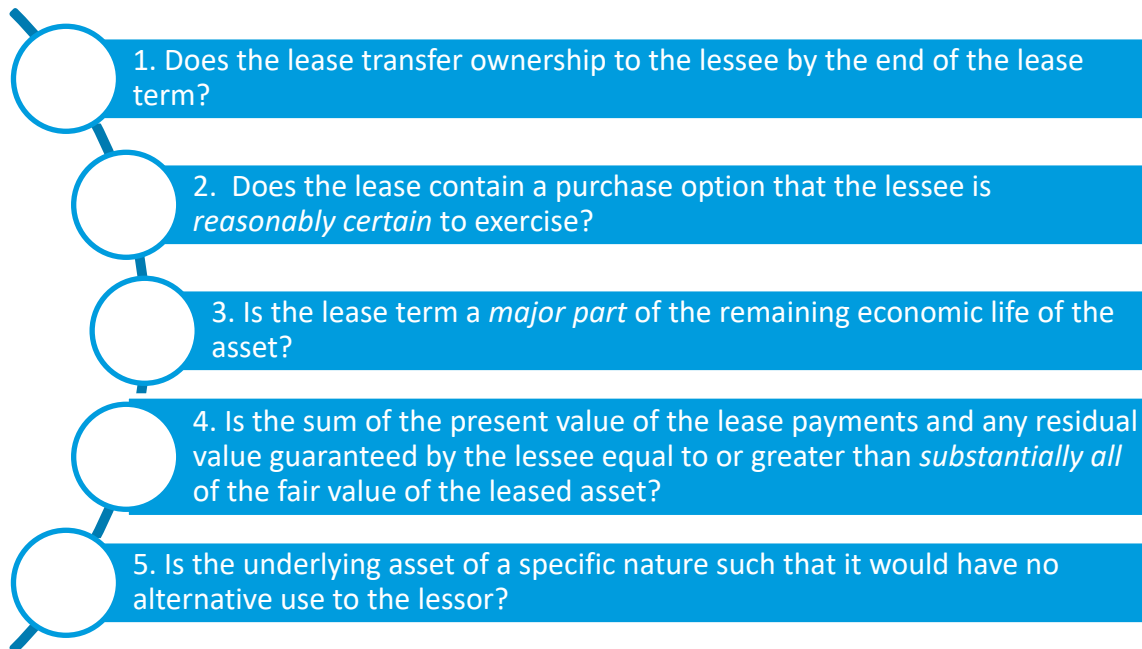 1. Does the lease transfer ownership to the lessee by the end of the lease
term?
2.  Does the lease contain a purchase option that the lessee is
reasonably certain to exercise?
3. Is the lease term a major part of the remaining economic life of the
asset?
4. Is the sum of the present value of the lease payments and any residual
value guaranteed by the lessee equal to or greater than substantially all
of the fair value of the leased asset?
5. Is the underlying asset of a specific nature such that it would have no
alternative use to the lessor?